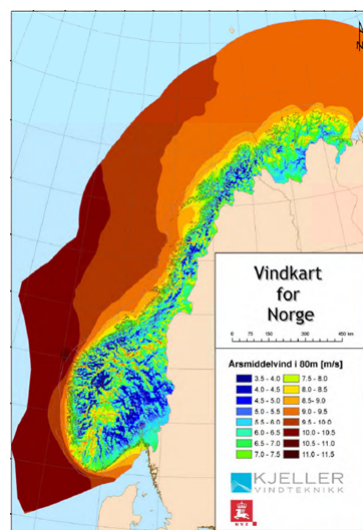 N
Vindkart
for
Norge
0 75 150 300 450 km
Årsmiddelvind i 80m [m/s]
3.5 - 4.0 7.5 - 8.0
4.0 - 4.5 8.0 - 8.5
4.5 - 5.0 8.5- 9.0
5.0 - 5.5 9.0 - 9.5
5.5 - 6.0 9.5 - 10.0
6.0 - 6.5 10.0 - 10.5
6.5 - 7.0 10.5 - 11.0
7.0 - 7.5 11.0 - 11.5
KJELLER
VINDTEKNIKK
NVE